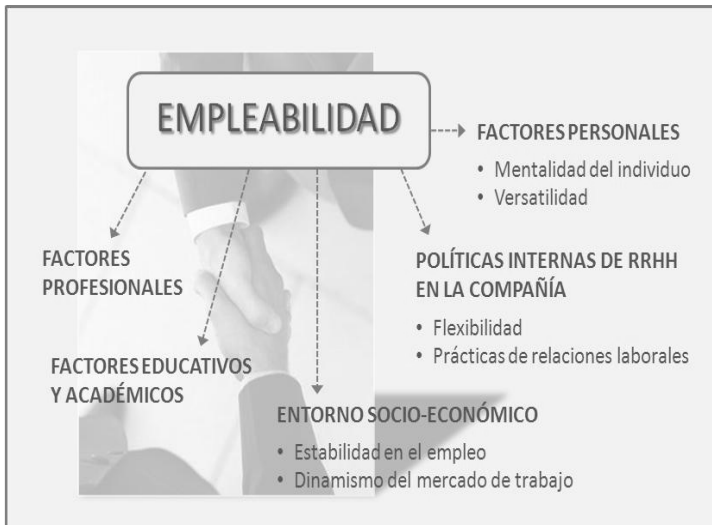 EMPLEABILIDAD
FACTORES PERSONALES
• Mentalidad del individuo
• Versatilidad
FACTORES
PROFESIONALES
POLÍTICAS INTERNAS DE RRHH
EN LA COMPAÑÍA
• Flexibilidad
• Prácticas de relaciones laborales
FACTORES EDUCATIVOS
Y ACADÉMICOS
ENTORNO SOCIO-ECONÓMICO
• Estabilidad en el empleo
• Dinamismo del mercado de trabajo